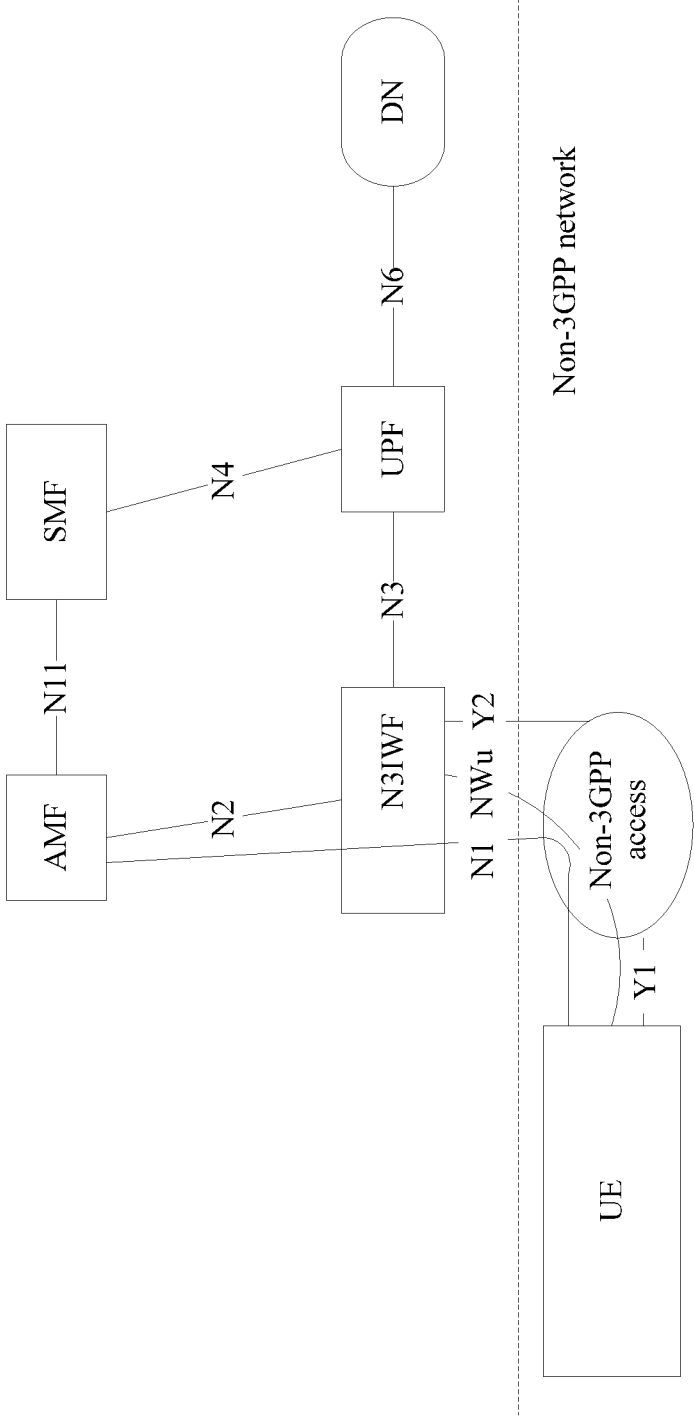 AMF
N11
SMF
N2
N4
N3IWF
N3
UPF
N6
DN
N1
NWu
Y2
Non-3GPP network
UE
Y1
Non-3GPP
access